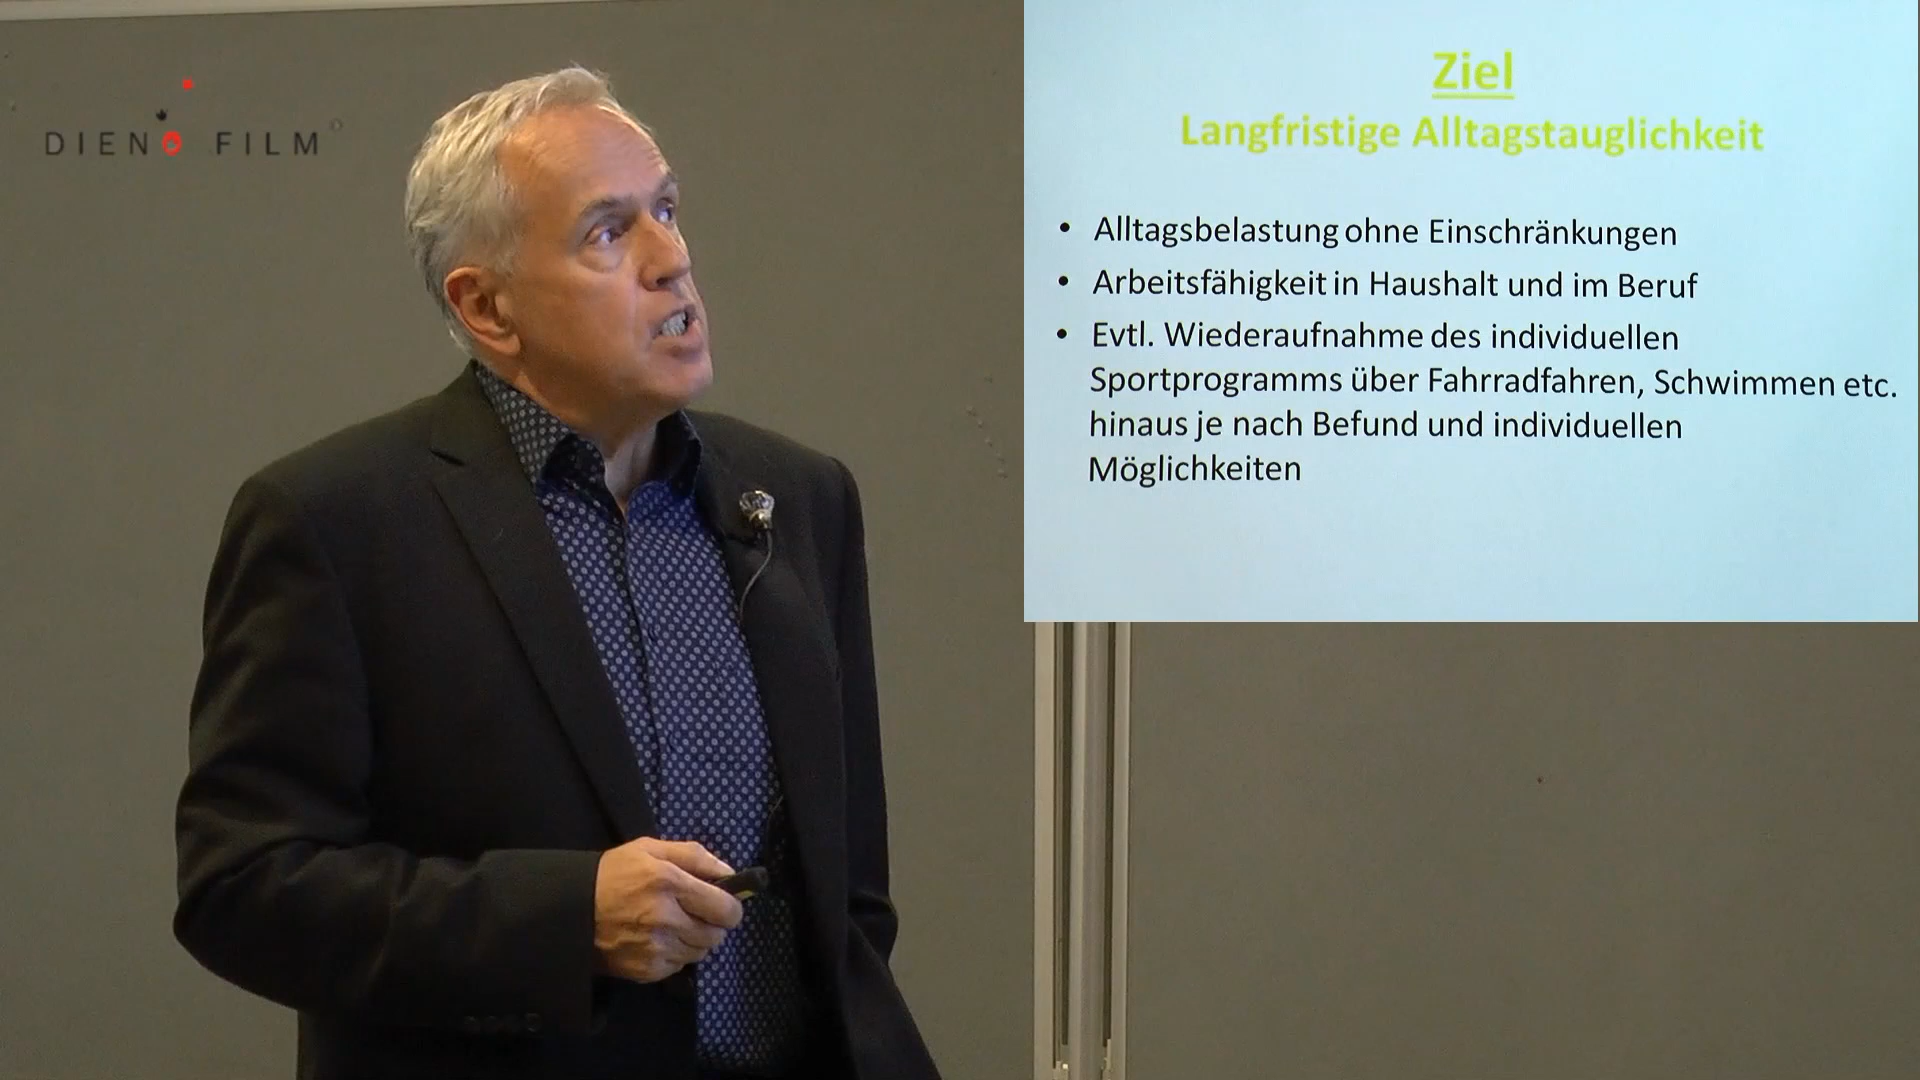 DIENO FILM
Ziel
Langfristige Alltagstauglichkeit
• Alltagsbelastung ohne Einschränkungen
• Arbeitsfähigkeit in Haushalt und im Beruf
• Evtl. Wiederaufnahme des individuellen
Sportprogramms über Fahrradfahren, Schwimmen etc.
hinaus je nach Befund und individuellen
Möglichkeiten